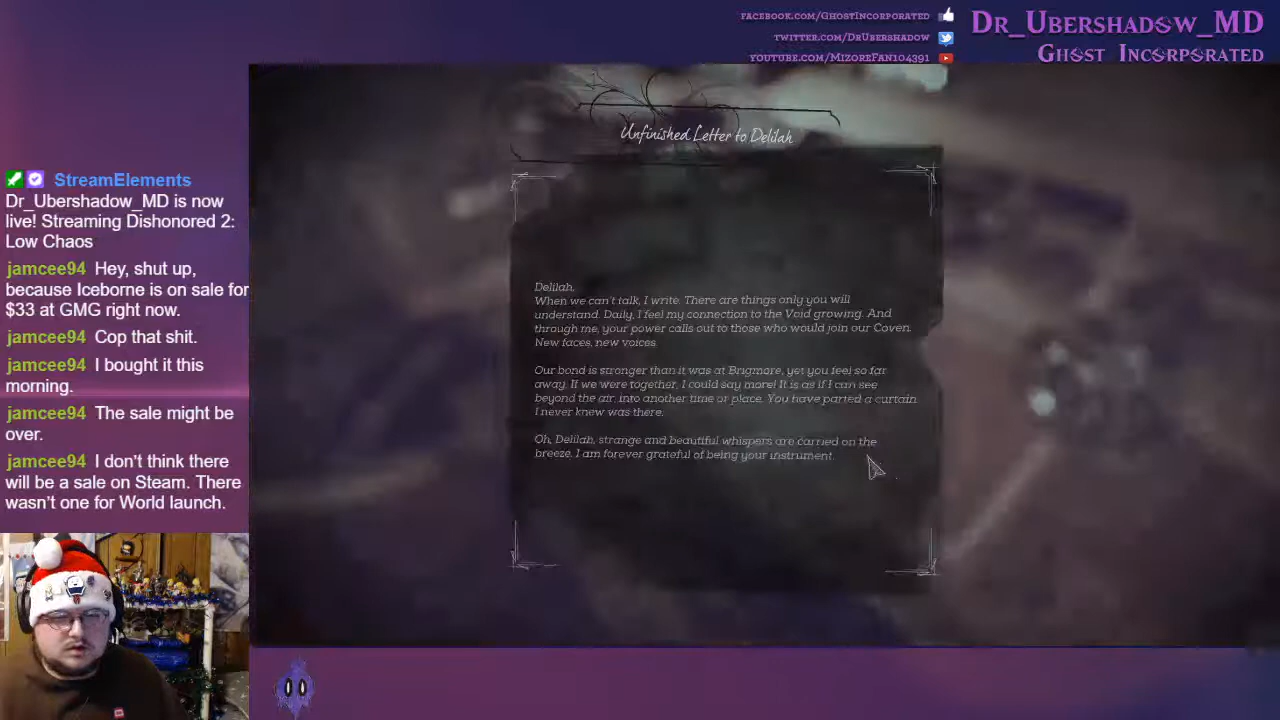 FACEBOOK.COM/GHOSTINCORPORATED
TWITTER.COM/DRUBERSHADOW
YOUTUBE.COM/MIZOREFAN104391
DR_UBERSHADOW_MD
GHOST INCORPORATED
StreamElements
Dr_Ubershadow_MD is now
live! Streaming Dishonored 2:
Low Chaos
jamcee94 Hey, shut up,
because Iceborne is on sale for
$33 at GMG right now.
jamcee94 Cop that shit.
jamcee94 I bought it this
morning.
jamcee94 The sale might be
over.
jamcee94 I don't think there
will be a sale on Steam. There
wasn't one for World launch.
Unfinished Letter to Delilah
Delilah,
When we can't talk, I write. There are things only you will
understand. Daily, I feel my connection to the Void growing. And
through me, your power calls out to those who would join our Coven.
New faces, new voices.
Our bond is stronger than it was at Brigmore, yet you feel so far
away. If we were together, I could say more! It is as if I can see
beyond the air, into another time or place. You have parted a curtain
I never knew was there.
Oh, Delilah, strange and beautiful whispers are carried on the
breeze. I am forever grateful of being your instrument.